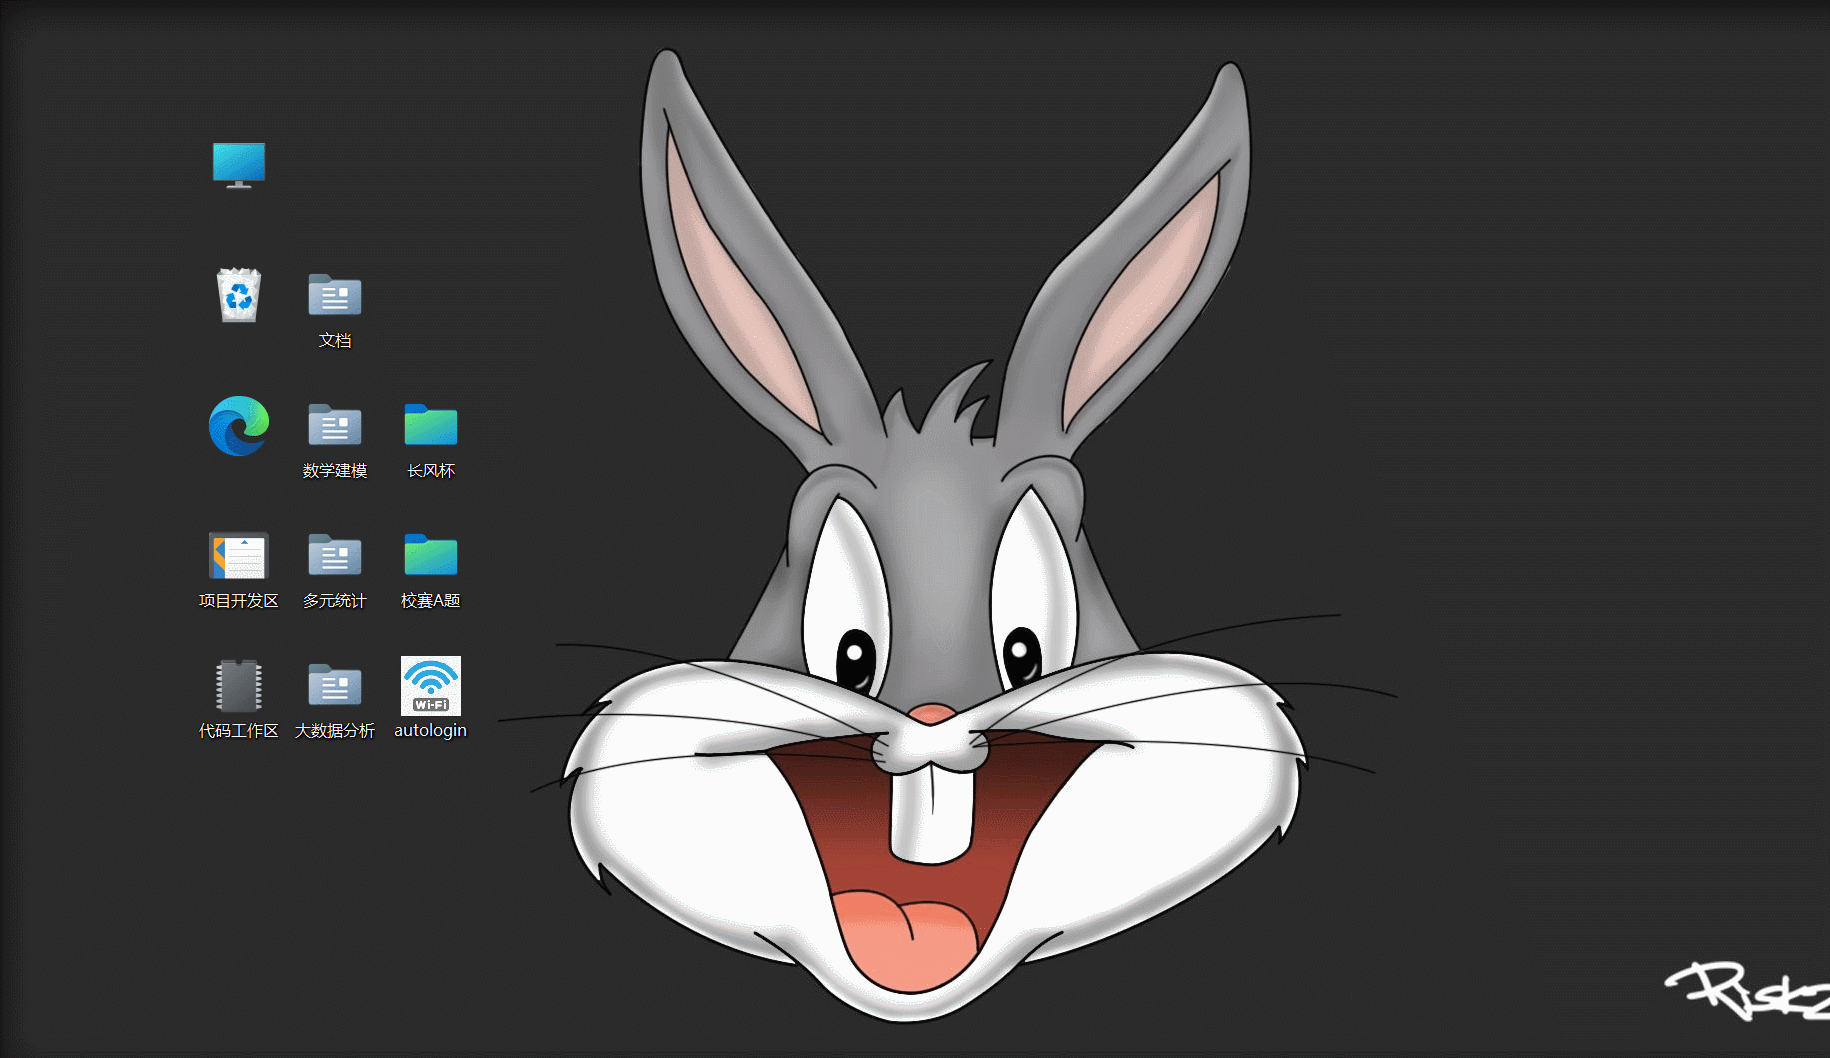 文档
数学建模
长风杯
项目开发区
多元统计
校赛A题
Wi-Fi
代码工作区
大数据分析
autologin